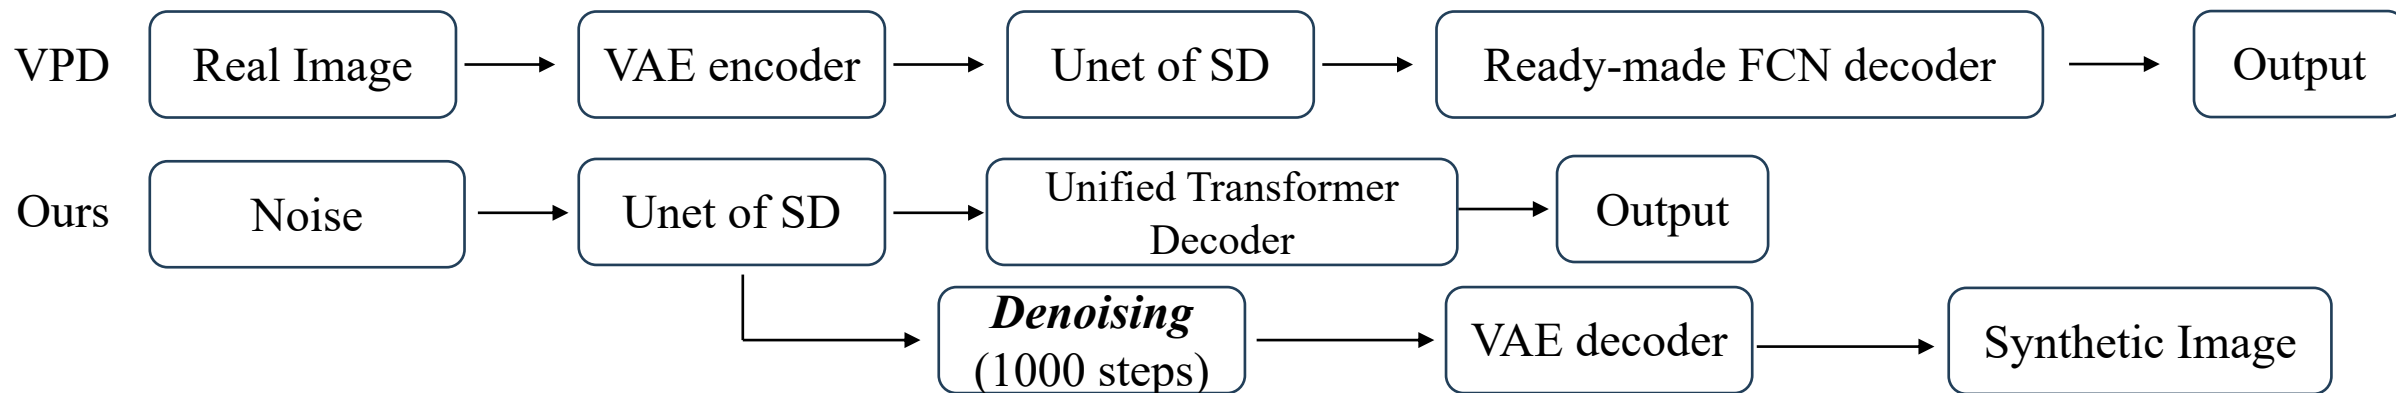 VPD Real Image VAE encoder Unet of SD Ready-made FCN decoder Output
Ours Noise Unet of SD Unified Transformer Decoder Output
Denoising (1000 steps) VAE decoder Synthetic Image